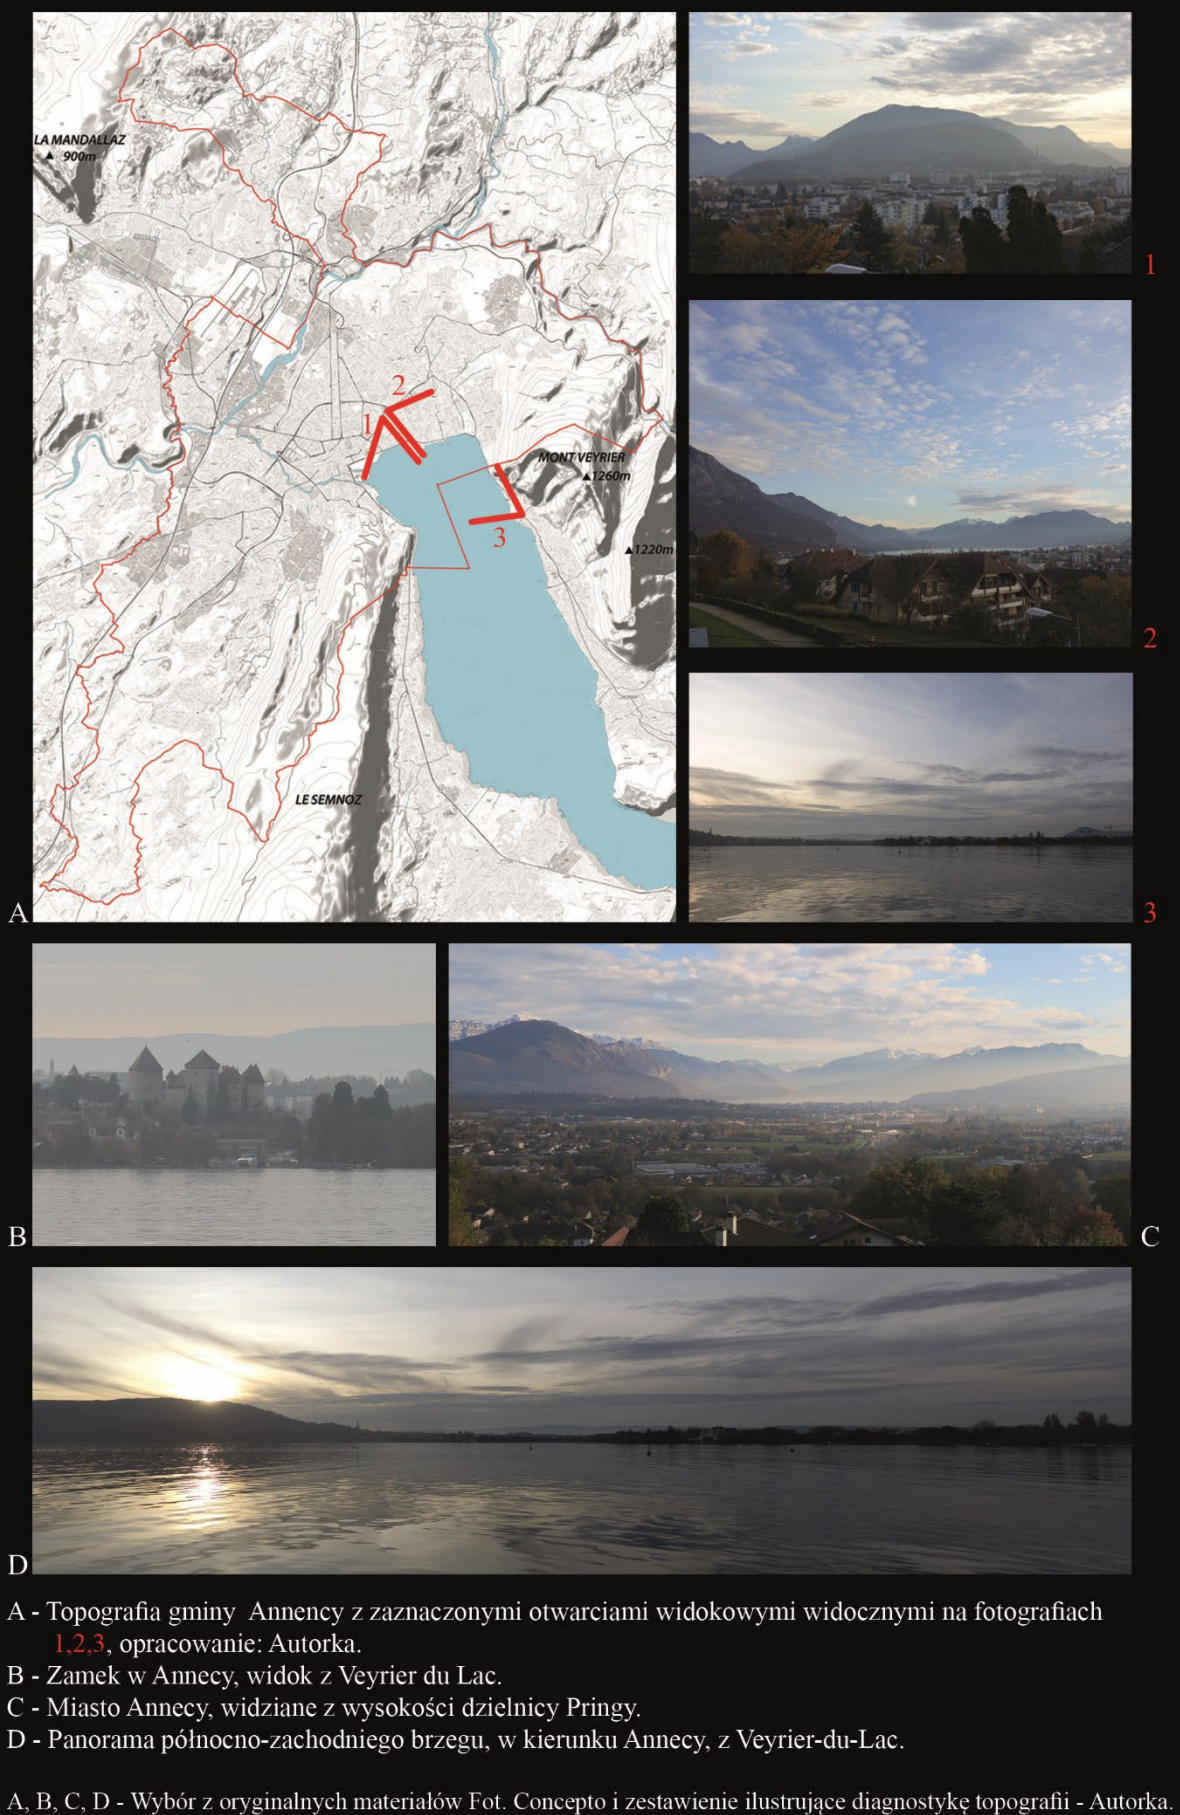 LA MANDALLAZ
▲ 900m
1
2
1
MONT VEYRIER
▲1260m
3
▲1220m
2
LE SEMNOZ
A
3
B
C
D
A - Topografia gminy Annency z zaznaczonymi otwarciami widokowymi widocznymi na fotografiach
1,2,3, opracowanie: Autorka.
B - Zamek w Annecy, widok z Veyrier du Lac.
C - Miasto Annecy, widziane z wysokości dzielnicy Pringy.
D - Panorama północno-zachodniego brzegu, w kierunku Annecy, z Veyrier-du-Lac.
A, B, C, D - Wybór z oryginalnych materiałów Fot. Concepto i zestawienie ilustrujące diagnostykę topografii - Autorka.